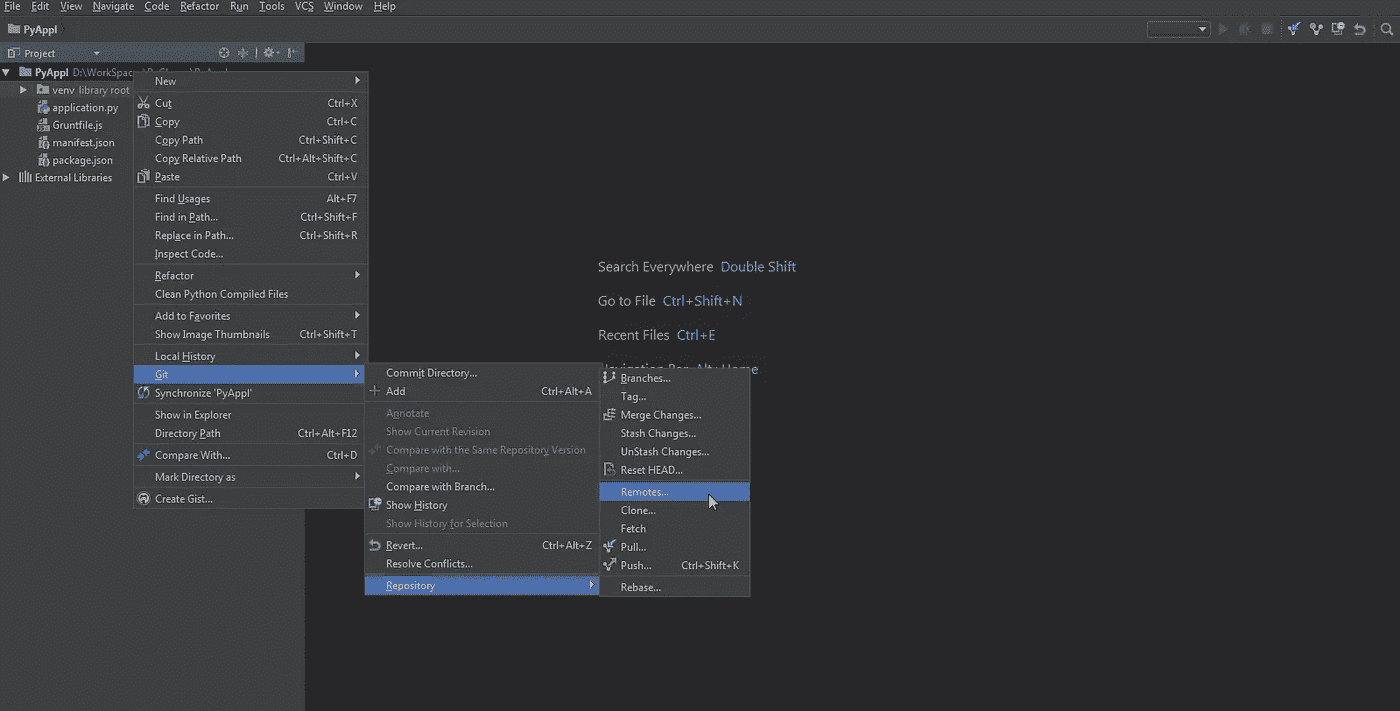 File Edit View Navigate Code Refactor Run Tools VCS Window Help
PyAppl
Project
PyAppl
venv library root
application.py
Gruntfile.js
manifest.json
package.json
External Libraries
New
Cut Ctrl+X
Copy Ctrl+C
Copy Path Ctrl+Shift+C
Copy Relative Path Ctrl+Alt+Shift+C
Paste Ctrl+V
Find Usages Alt+F7
Find in Path... Ctrl+Shift+F
Replace in Path... Ctrl+Shift+R
Inspect Code...
Refactor
Clean Python Compiled Files
Add to Favorites
Show Image Thumbnails Ctrl+Shift+T
Local History
Git
Synchronize 'PyAppl'
Show in Explorer
Directory Path Ctrl+Alt+F12
Compare With... Ctrl+D
Mark Directory as
Create Gist...
Commit Directory...
Add Ctrl+Alt+A
Annotate
Show Current Revision
Compare with the Same Repository Version
Compare with...
Compare with Branch...
Show History
Show History for Selection
Revert... Ctrl+Alt+Z
Resolve Conflicts...
Repository
Branches...
Tag...
Merge Changes...
Stash Changes...
UnStash Changes...
Reset HEAD...
Remotes...
Clone...
Fetch
Pull...
Push... Ctrl+Shift+K
Rebase...
Search Everywhere Double Shift
Go to File Ctrl+Shift+N
Recent Files Ctrl+E